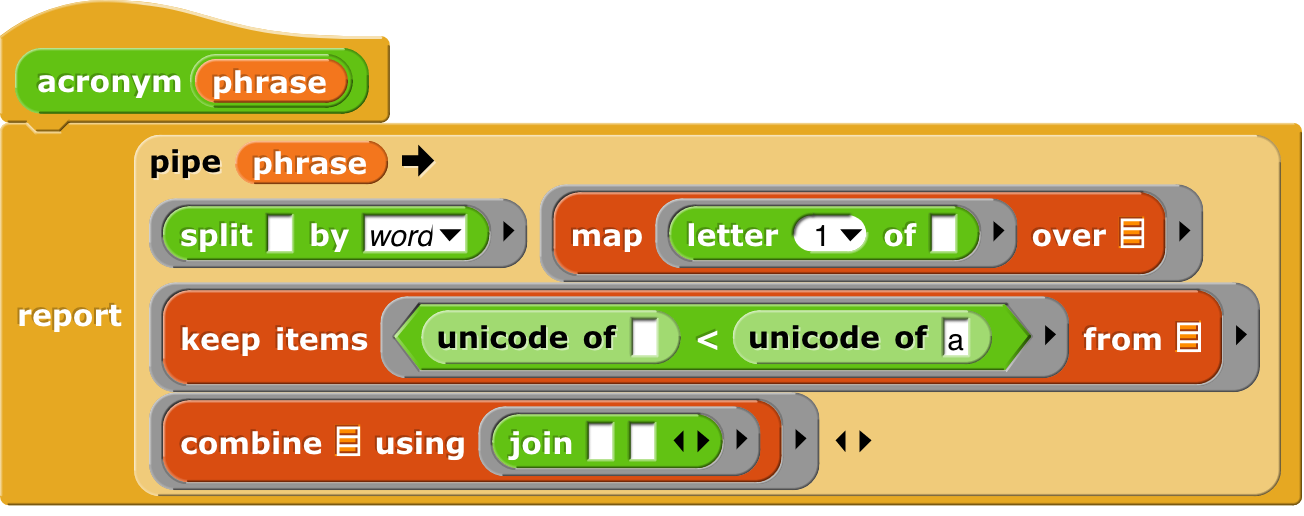 acronym phrase
pipe phrase
split by word map letter 1 of over
report
keep items unicode of < unicode of a from
combine using join